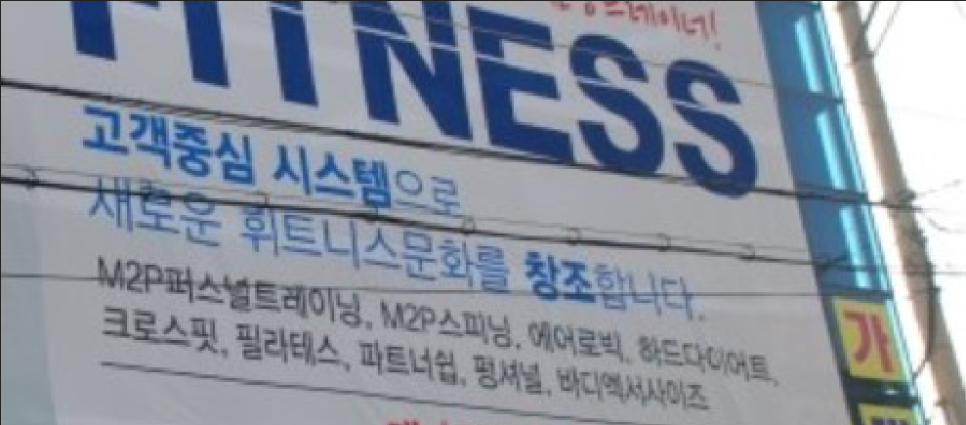 FITNESS
고객중심 시스템으로
새로운 휘트니스문화를 창조합니다.
M2P퍼스널트레이닝, M2P스피닝, 에어로빅, 하드다이어트,
크로스핏, 필라테스, 파트너쉽, 펑셔널, 바디엑서사이즈
가